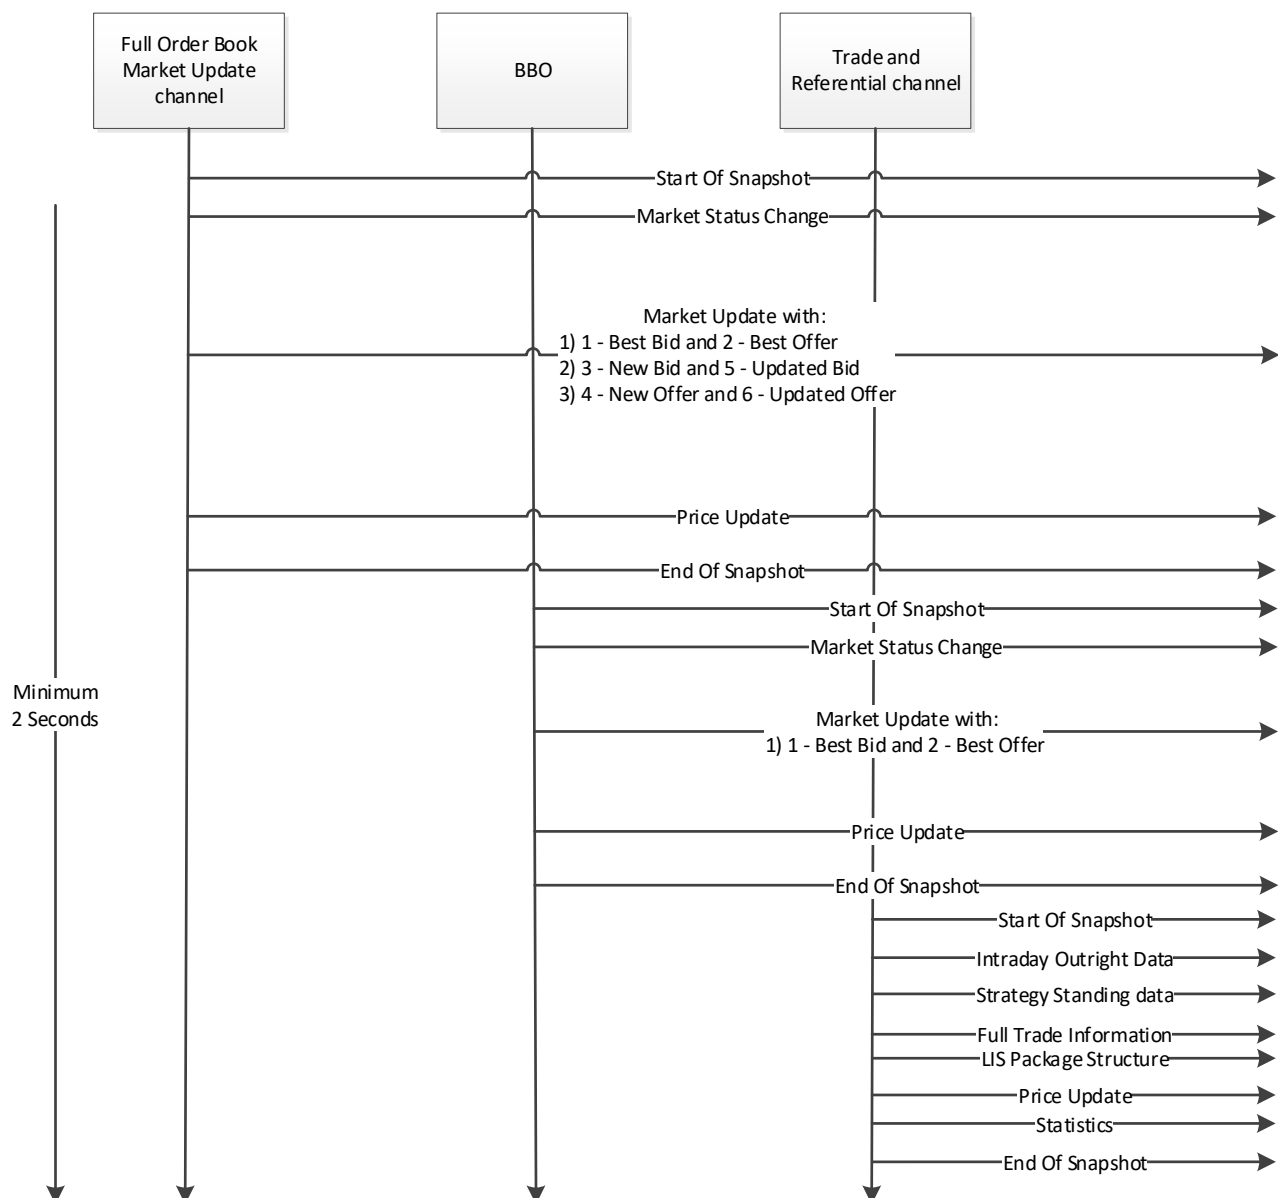 Full Order Book
Market Update
channel
BBO
Trade and
Referential channel
Start Of Snapshot
Market Status Change
Market Update with:
1) 1 - Best Bid and 2 - Best Offer
2) 3 - New Bid and 5 - Updated Bid
3) 4 - New Offer and 6 - Updated Offer
Price Update
End Of Snapshot
Start Of Snapshot
Market Status Change
Minimum
2 Seconds
Market Update with:
1) 1 - Best Bid and 2 - Best Offer
Price Update
End Of Snapshot
Start Of Snapshot
Intraday Outright Data
Strategy Standing data
Full Trade Information
LIS Package Structure
Price Update
Statistics
End Of Snapshot